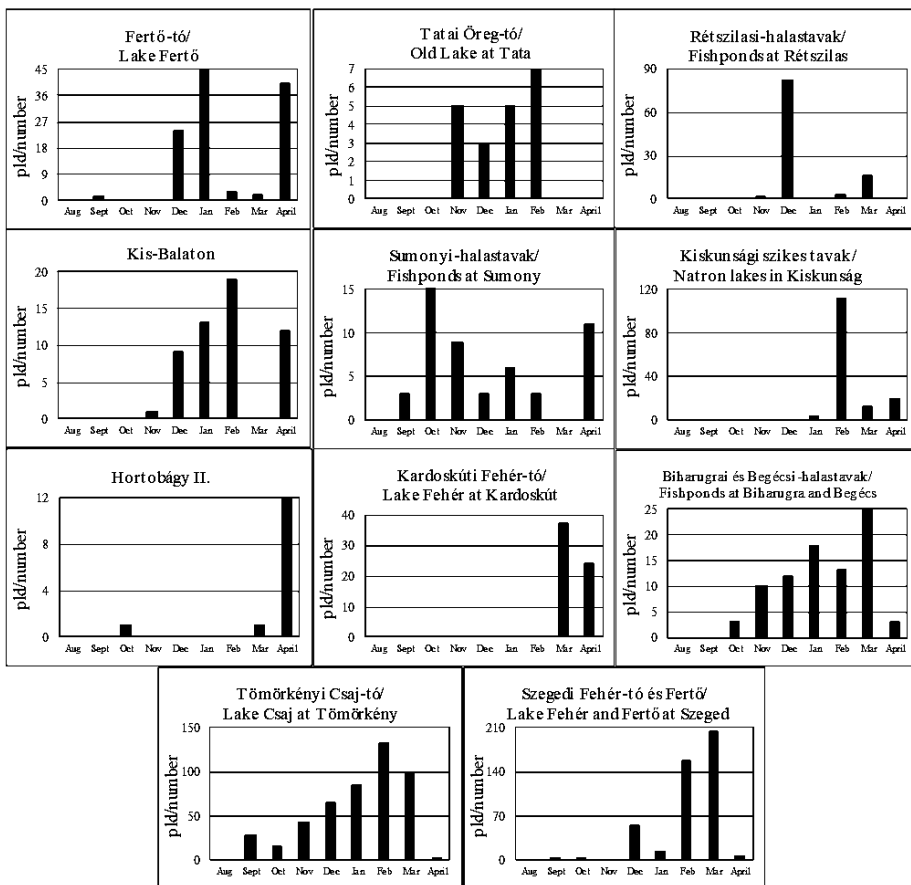 Fertő-tó/
Lake Fertő
pld/number
45
36
27
18
9
0
Aug Sept Oct Nov Dec Jan Feb Mar April
Tatai Öreg-tó/
Old Lake at Tata
pld/number
7
6
5
4
3
2
1
0
Aug Sept Oct Nov Dec Jan Feb Mar April
Rétszilasi-halastavak/
Fishponds at Rétszilas
pld/number
90
60
30
0
Aug Sept Oct Nov Dec Jan Feb Mar April
Kis-Balaton
pld/number
20
15
10
5
0
Aug Sept Oct Nov Dec Jan Feb Mar April
Sumonyi-halastavak/
Fishponds at Sumony
pld/number
15
10
5
0
Aug Sept Oct Nov Dec Jan Feb Mar April
Kiskunsági szikes tavak/
Natron lakes in Kiskunság
pld/number
120
80
40
0
Aug Sept Oct Nov Dec Jan Feb Mar April
Hortobágy II.
pld/number
12
8
4
0
Aug Sept Oct Nov Dec Jan Feb Mar April
Kardoskúti Fehér-tó/
Lake Fehér at Kardoskút
pld/number
40
30
20
10
0
Aug Sept Oct Nov Dec Jan Feb Mar April
Biharugrai és Begécsi-halastavak/
Fishponds at Biharugra and Begécs
pld/number
25
20
15
10
5
0
Aug Sept Oct Nov Dec Jan Feb Mar April
Tömörkényi Csaj-tó/
Lake Csaj at Tömörkény
pld/number
150
100
50
0
Aug Sept Oct Nov Dec Jan Feb Mar April
Szegedi Fehér-tó és Fertő/
Lake Fehér and Fertő at Szeged
pld/number
210
140
70
0
Aug Sept Oct Nov Dec Jan Feb Mar April